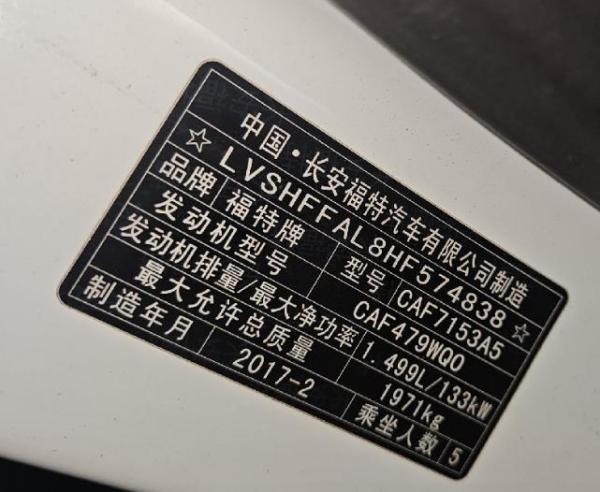 中国·长安福特汽车有限公司制造
☆LVSHFFAL8HF574838☆
品牌 福特牌 型号 CAF7153A5
发动机型号 CAF479WQ0
发动机排量/最大净功率 1.499L/133kW
最大允许总质量 1971kg
制造年月 2017-2 乘坐人数 5